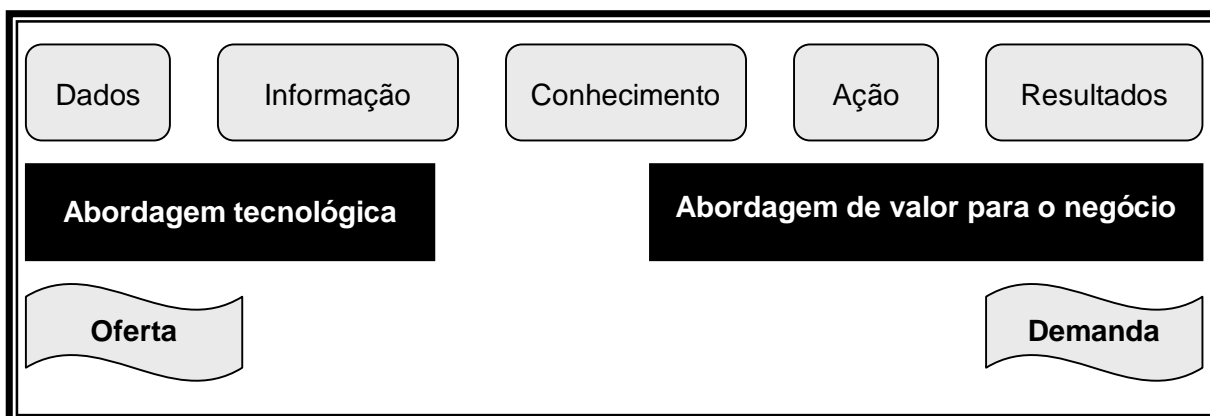 Dados Informação Conhecimento Ação Resultados
Abordagem tecnológica Abordagem de valor para o negócio
Oferta Demanda